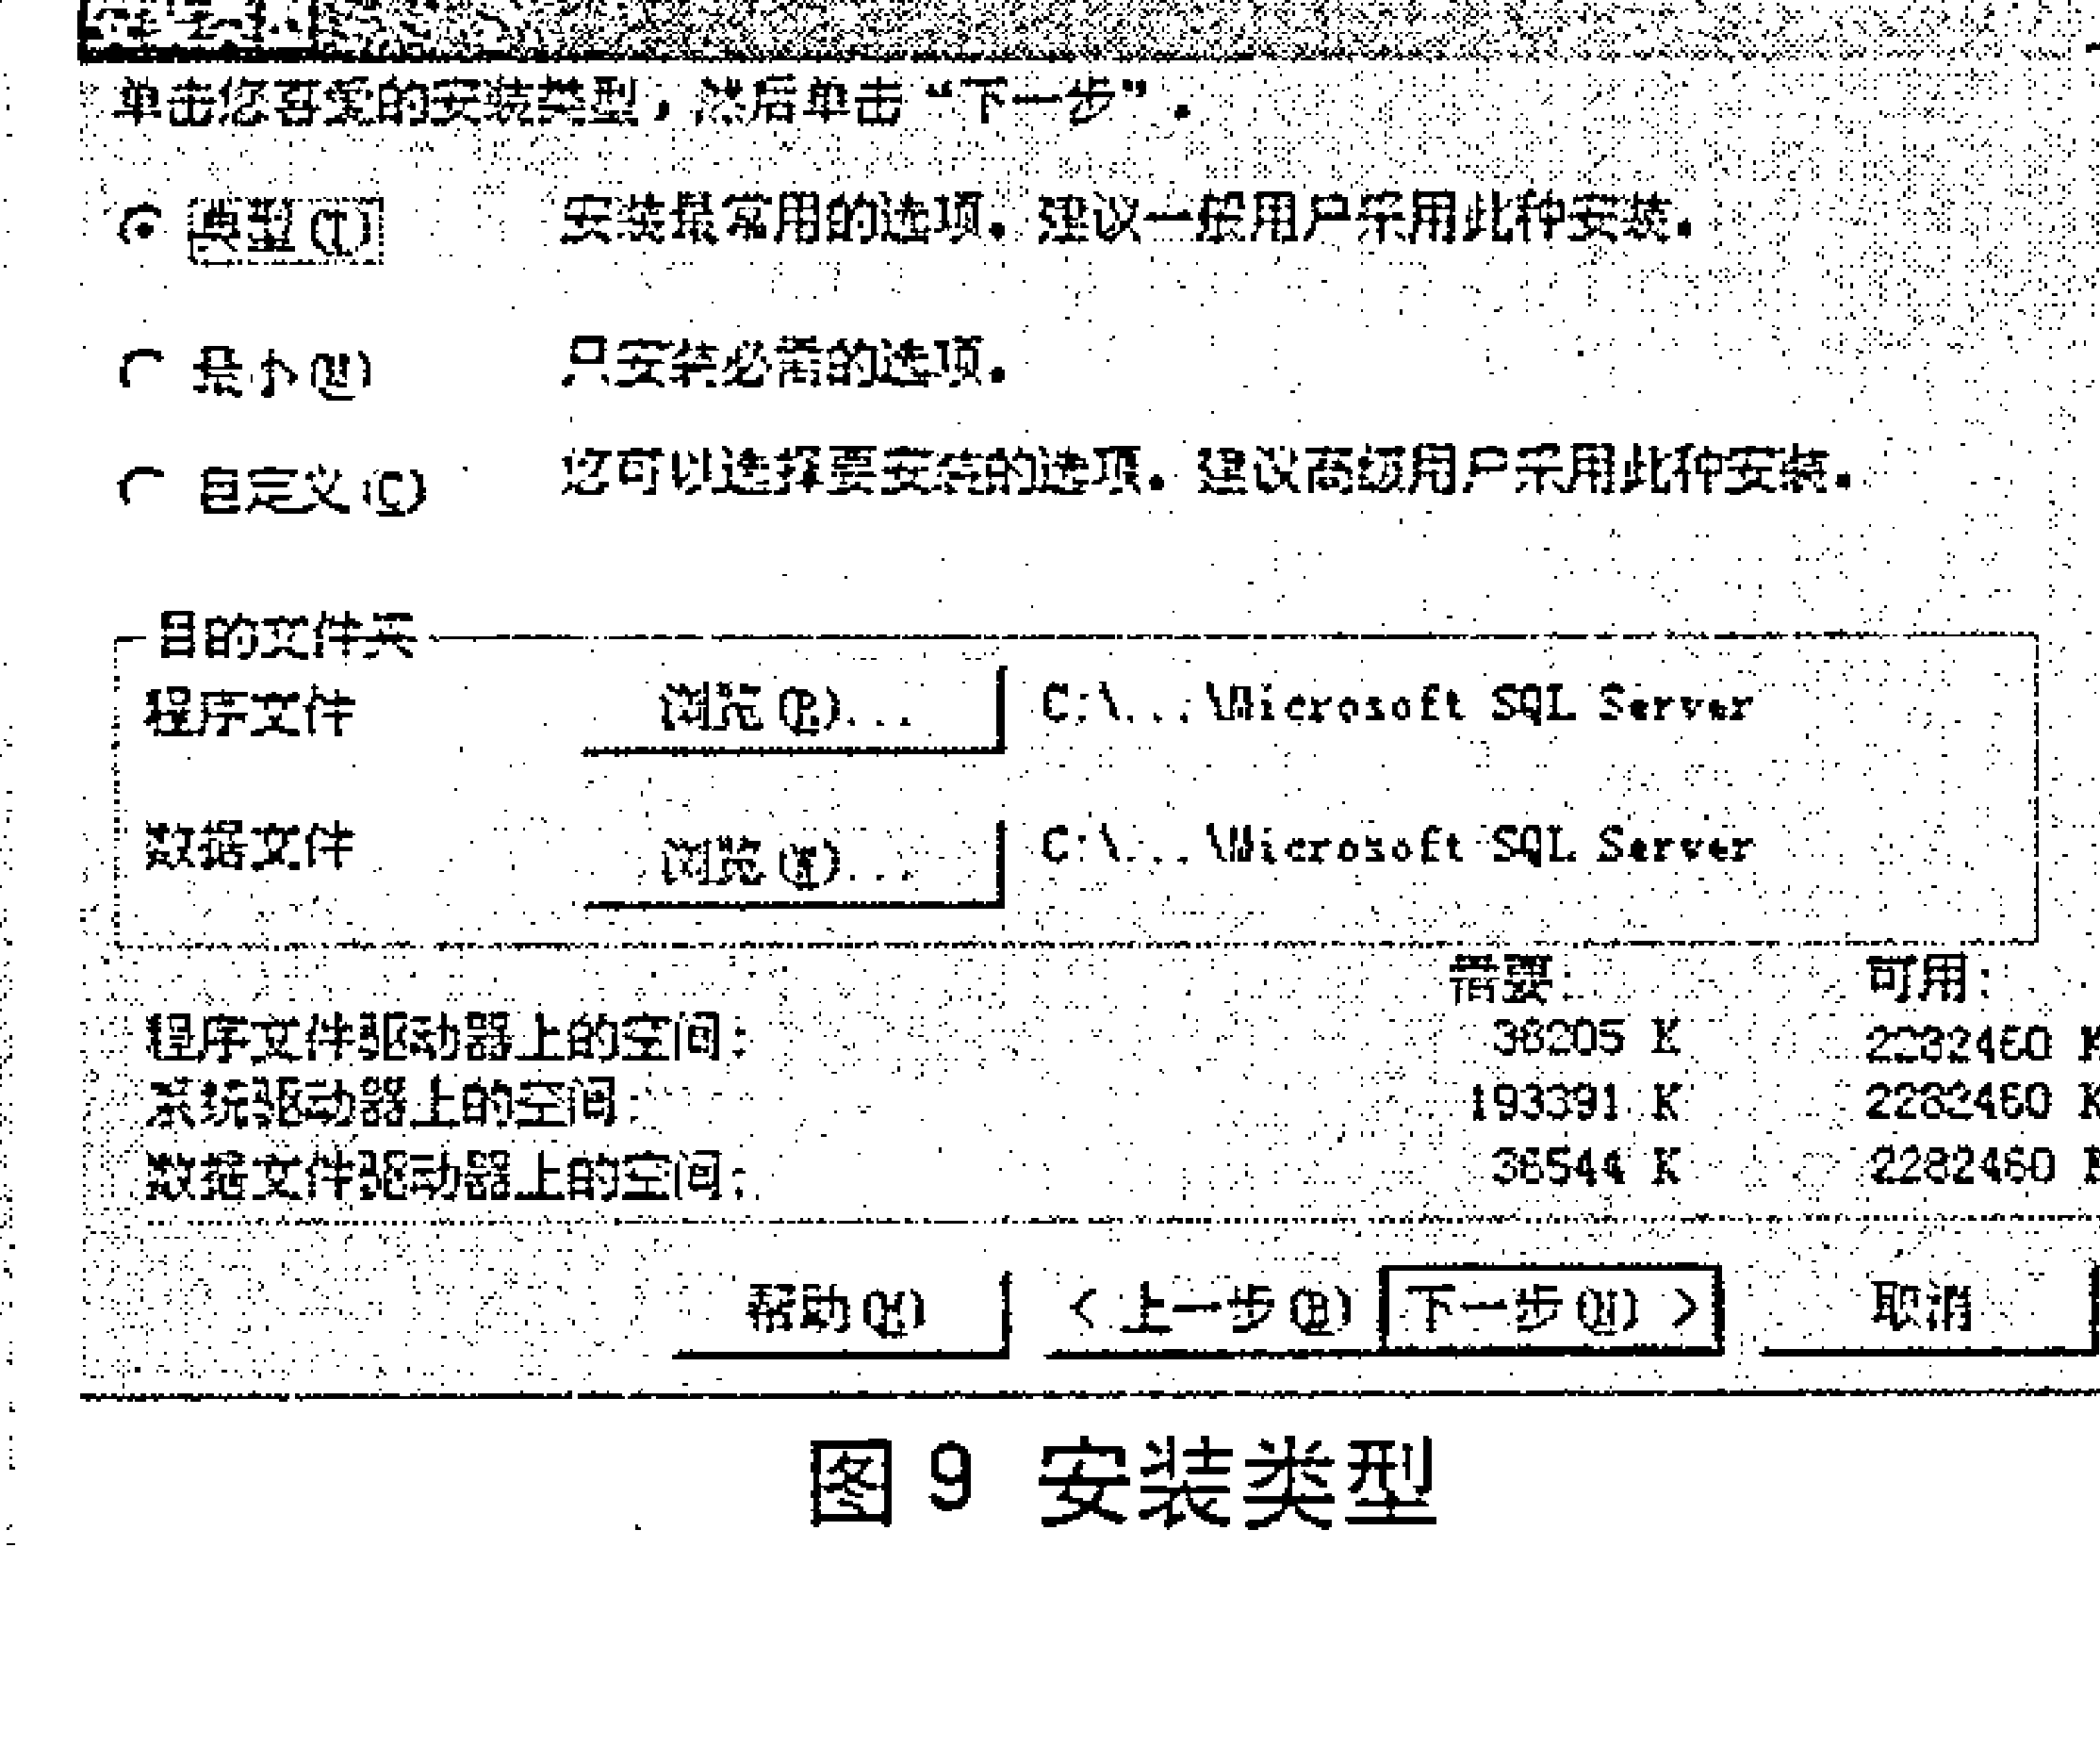 安装类型
单击您喜爱的安装类型，然后单击“下一步”。
典型(T) 安装最常用的选项。建议一般用户采用此种安装。
最小(M) 只安装必需的选项。
自定义(C) 您可以选择要安装的选项。建议高级用户采用此种安装。
目的文件夹
程序文件 浏览(R)... C:\...\Microsoft SQL Server
数据文件 浏览(W)... C:\...\Microsoft SQL Server
需要: 可用:
程序文件驱动器上的空间: 38205 K 2282460 K
系统驱动器上的空间: 193391 K 2282460 K
数据文件驱动器上的空间: 36544 K 2282460 K
帮助(H) < 上一步(B) 下一步(N) > 取消
图 9 安装类型